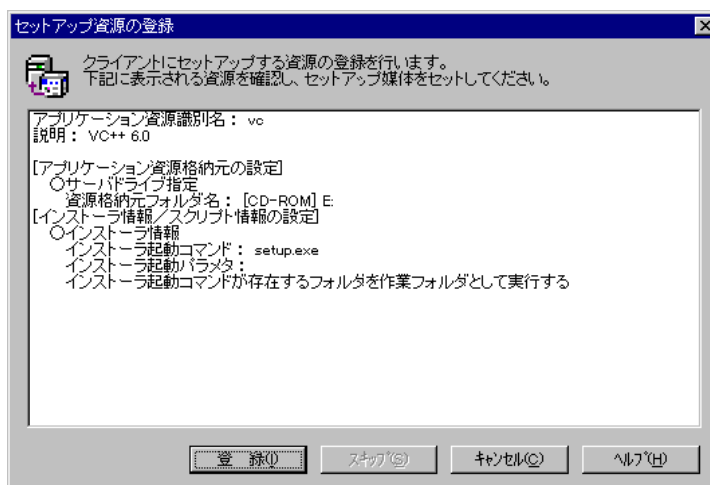 セットアップ資源の登録
クライアントにセットアップする資源の登録を行います。
下記に表示される資源を確認し、セットアップ媒体をセットしてください。
アプリケーション資源識別名： vc
説明： VC++ 6.0
[アプリケーション資源格納元の設定]
○サーバドライブ指定
資源格納元フォルダ名： [CD-ROM] E:
[インストーラ情報／スクリプト情報の設定]
○インストーラ情報
インストーラ起動コマンド： setup.exe
インストーラ起動パラメタ：
インストーラ起動コマンドが存在するフォルダを作業フォルダとして実行する
登　録(I) スキップ(S) キャンセル(C) ヘルプ(H)